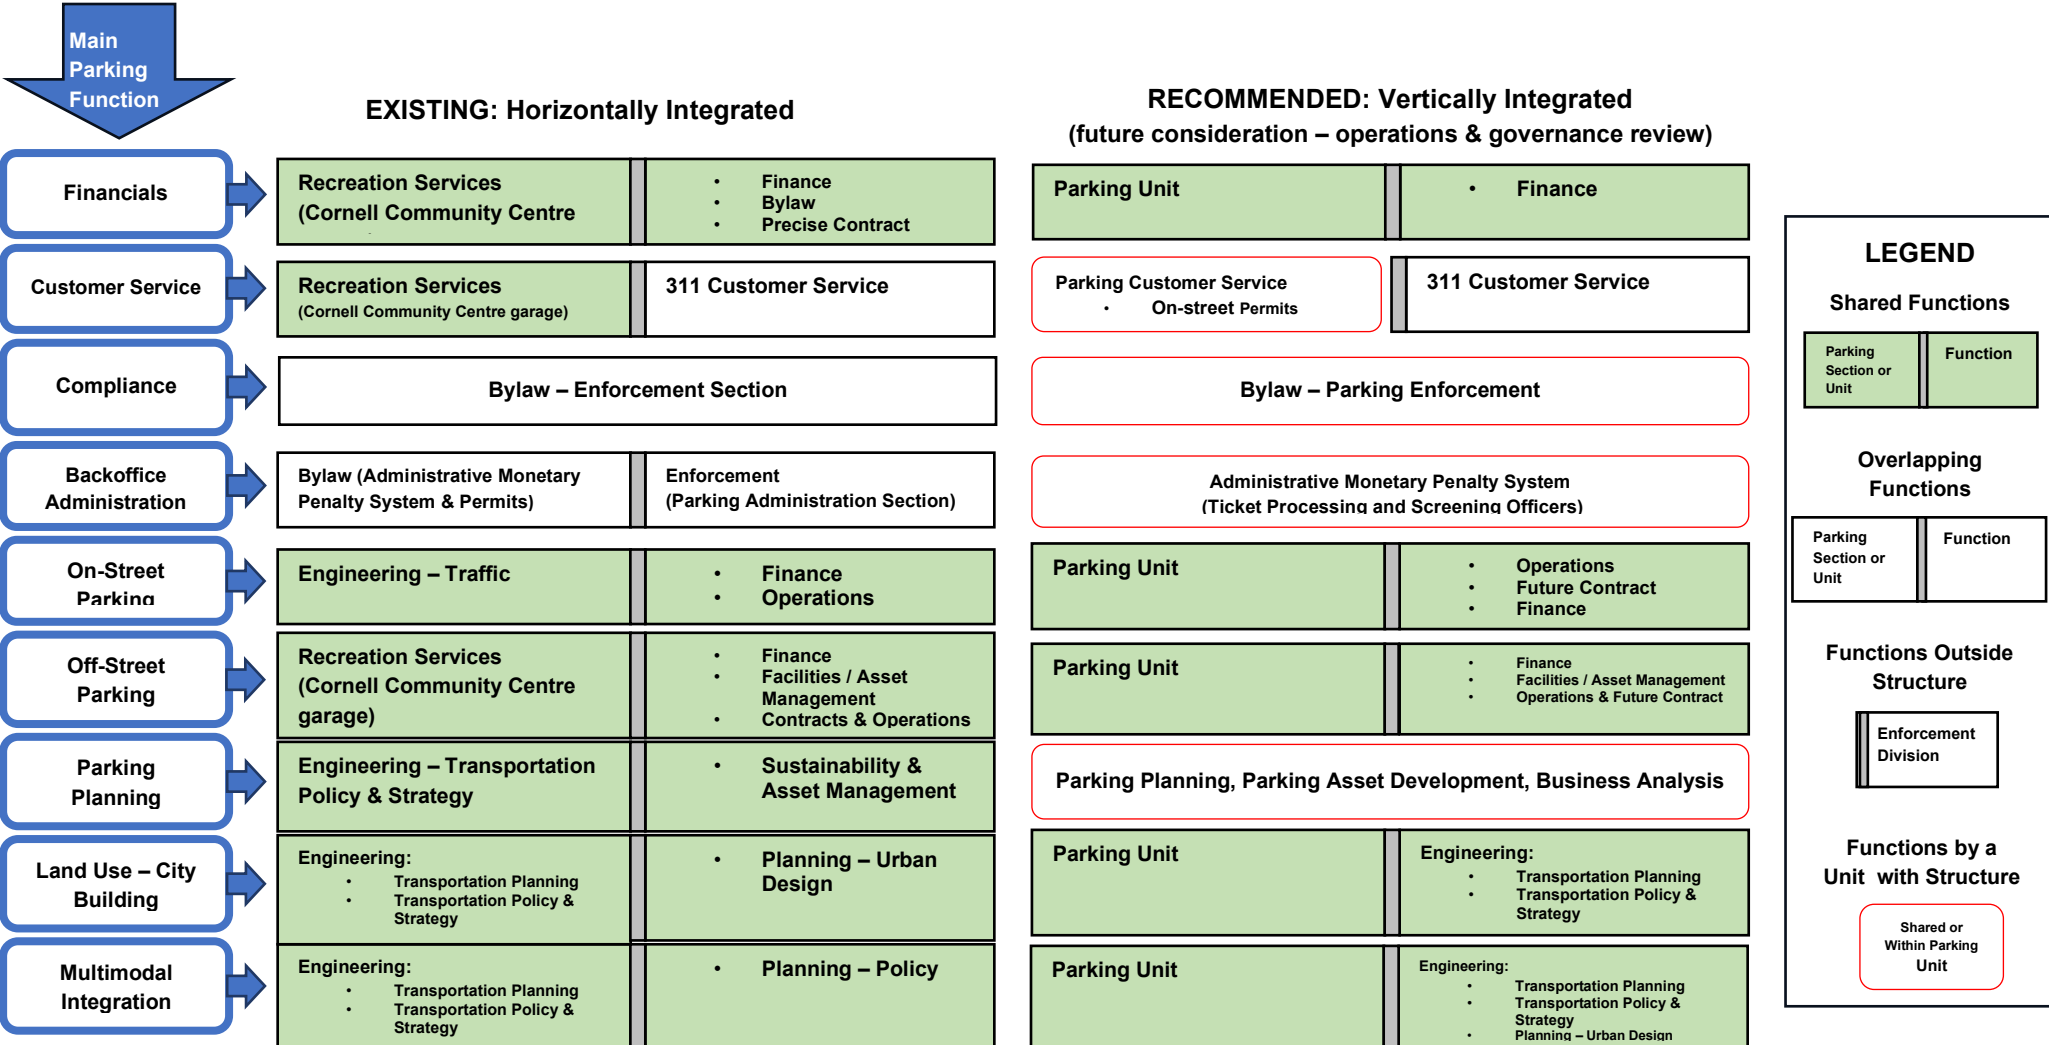 Main
Parking
Function
EXISTING: Horizontally Integrated
RECOMMENDED: Vertically Integrated
(future consideration – operations & governance review)
Financials
Recreation Services
(Cornell Community Centre
• Finance
• Bylaw
• Precise Contract
Parking Unit
• Finance
Customer Service
Recreation Services
(Cornell Community Centre garage)
311 Customer Service
Parking Customer Service
• On-street Permits
311 Customer Service
Compliance
Bylaw – Enforcement Section
Bylaw – Parking Enforcement
Backoffice
Administration
Bylaw (Administrative Monetary
Penalty System & Permits)
Enforcement
(Parking Administration Section)
Administrative Monetary Penalty System
(Ticket Processing and Screening Officers)
On-Street
Parking
Engineering – Traffic
• Finance
• Operations
Parking Unit
• Operations
• Future Contract
• Finance
Off-Street
Parking
Recreation Services
(Cornell Community Centre
garage)
• Finance
• Facilities / Asset
Management
• Contracts & Operations
Parking Unit
• Finance
• Facilities / Asset Management
• Operations & Future Contract
Parking
Planning
Engineering – Transportation
Policy & Strategy
• Sustainability &
Asset Management
Parking Planning, Parking Asset Development, Business Analysis
Land Use – City
Building
Engineering:
• Transportation Planning
• Transportation Policy &
Strategy
• Planning – Urban
Design
Parking Unit
Engineering:
• Transportation Planning
• Transportation Policy &
Strategy
Multimodal
Integration
Engineering:
• Transportation Planning
• Transportation Policy &
Strategy
• Planning – Policy
Parking Unit
Engineering:
• Transportation Planning
• Transportation Policy &
Strategy
• Planning – Urban Design
LEGEND
Shared Functions
Parking
Section or
Unit
Function
Overlapping
Functions
Parking
Section or
Unit
Function
Functions Outside
Structure
Enforcement
Division
Functions by a
Unit with Structure
Shared or
Within Parking
Unit